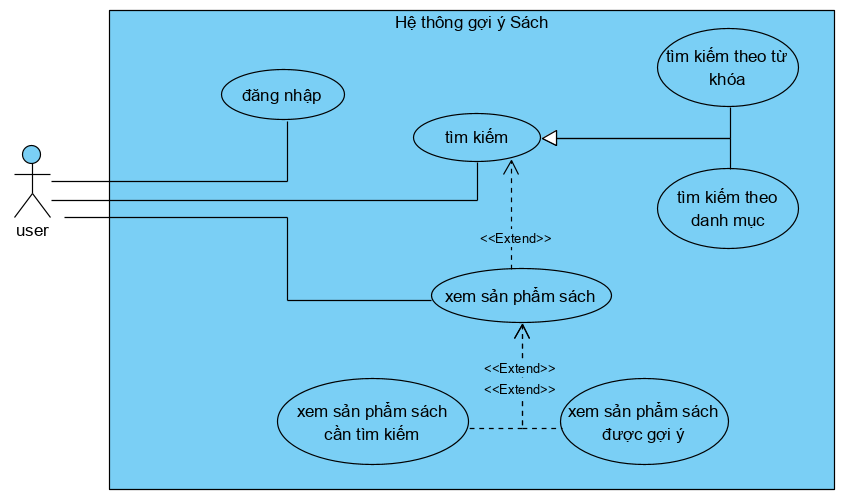 Hệ thông gợi ý Sách
tìm kiếm theo từ
khóa
đăng nhập
tìm kiếm
tìm kiếm theo
danh mục
user
<<Extend>>
xem sản phẩm sách
<<Extend>>
<<Extend>>
xem sản phẩm sách
cần tìm kiếm
xem sản phẩm sách
được gợi ý